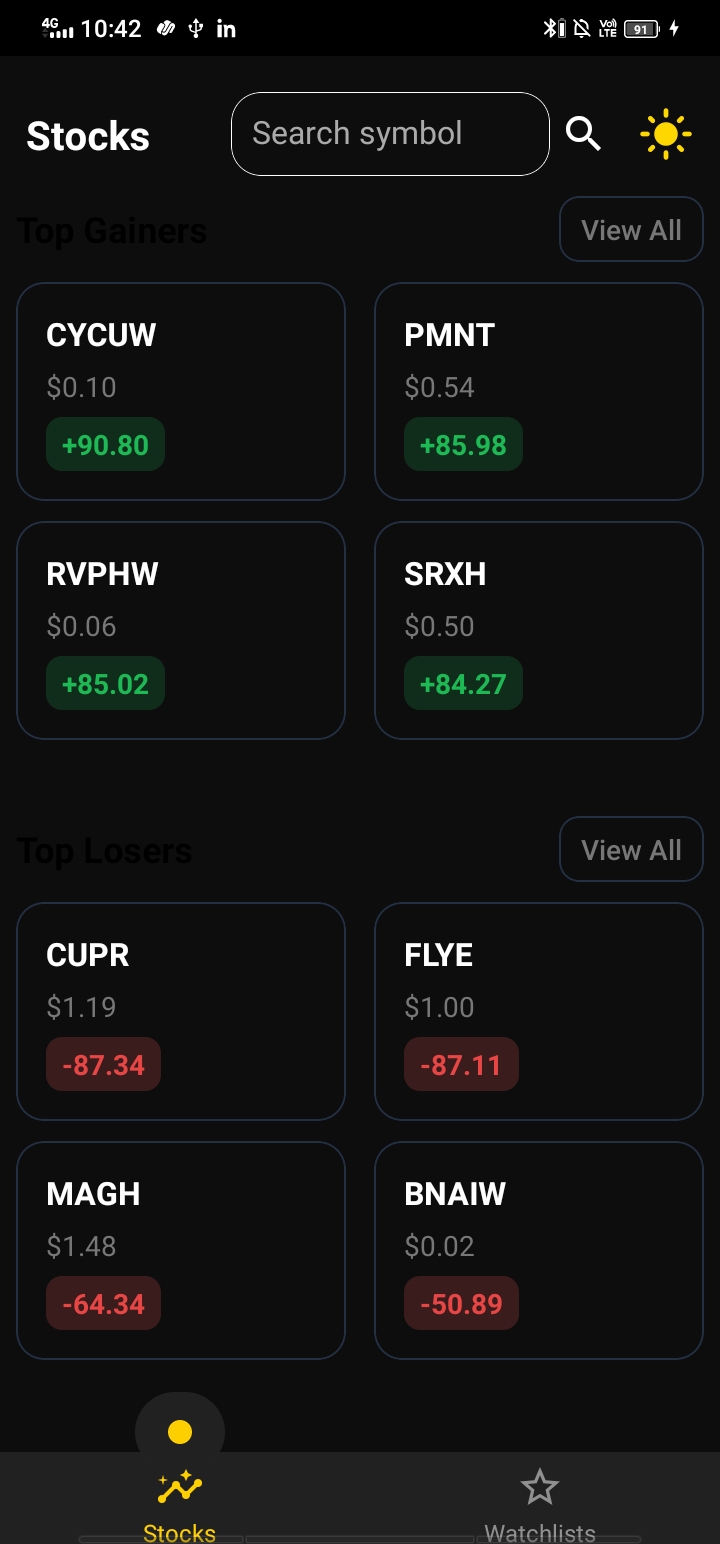 4G 10:42 in VoI) LTE 91
Stocks Search symbol
Top Gainers View All
CYCUW PMNT
$0.10 $0.54
+90.80 +85.98
RVPHW SRXH
$0.06 $0.50
+85.02 +84.27
Top Losers View All
CUPR FLYE
$1.19 $1.00
-87.34 -87.11
MAGH BNAIW
$1.48 $0.02
-64.34 -50.89
Stocks Watchlists